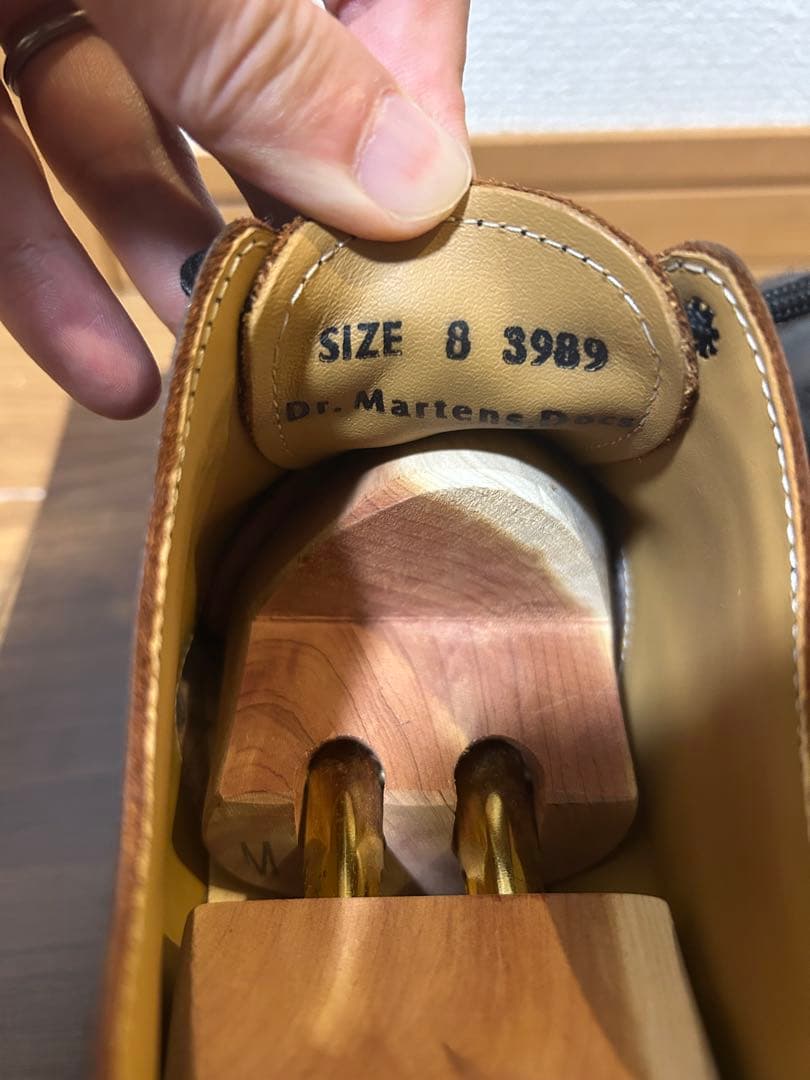 SIZE 8 3989
Dr. Martens Docs
M